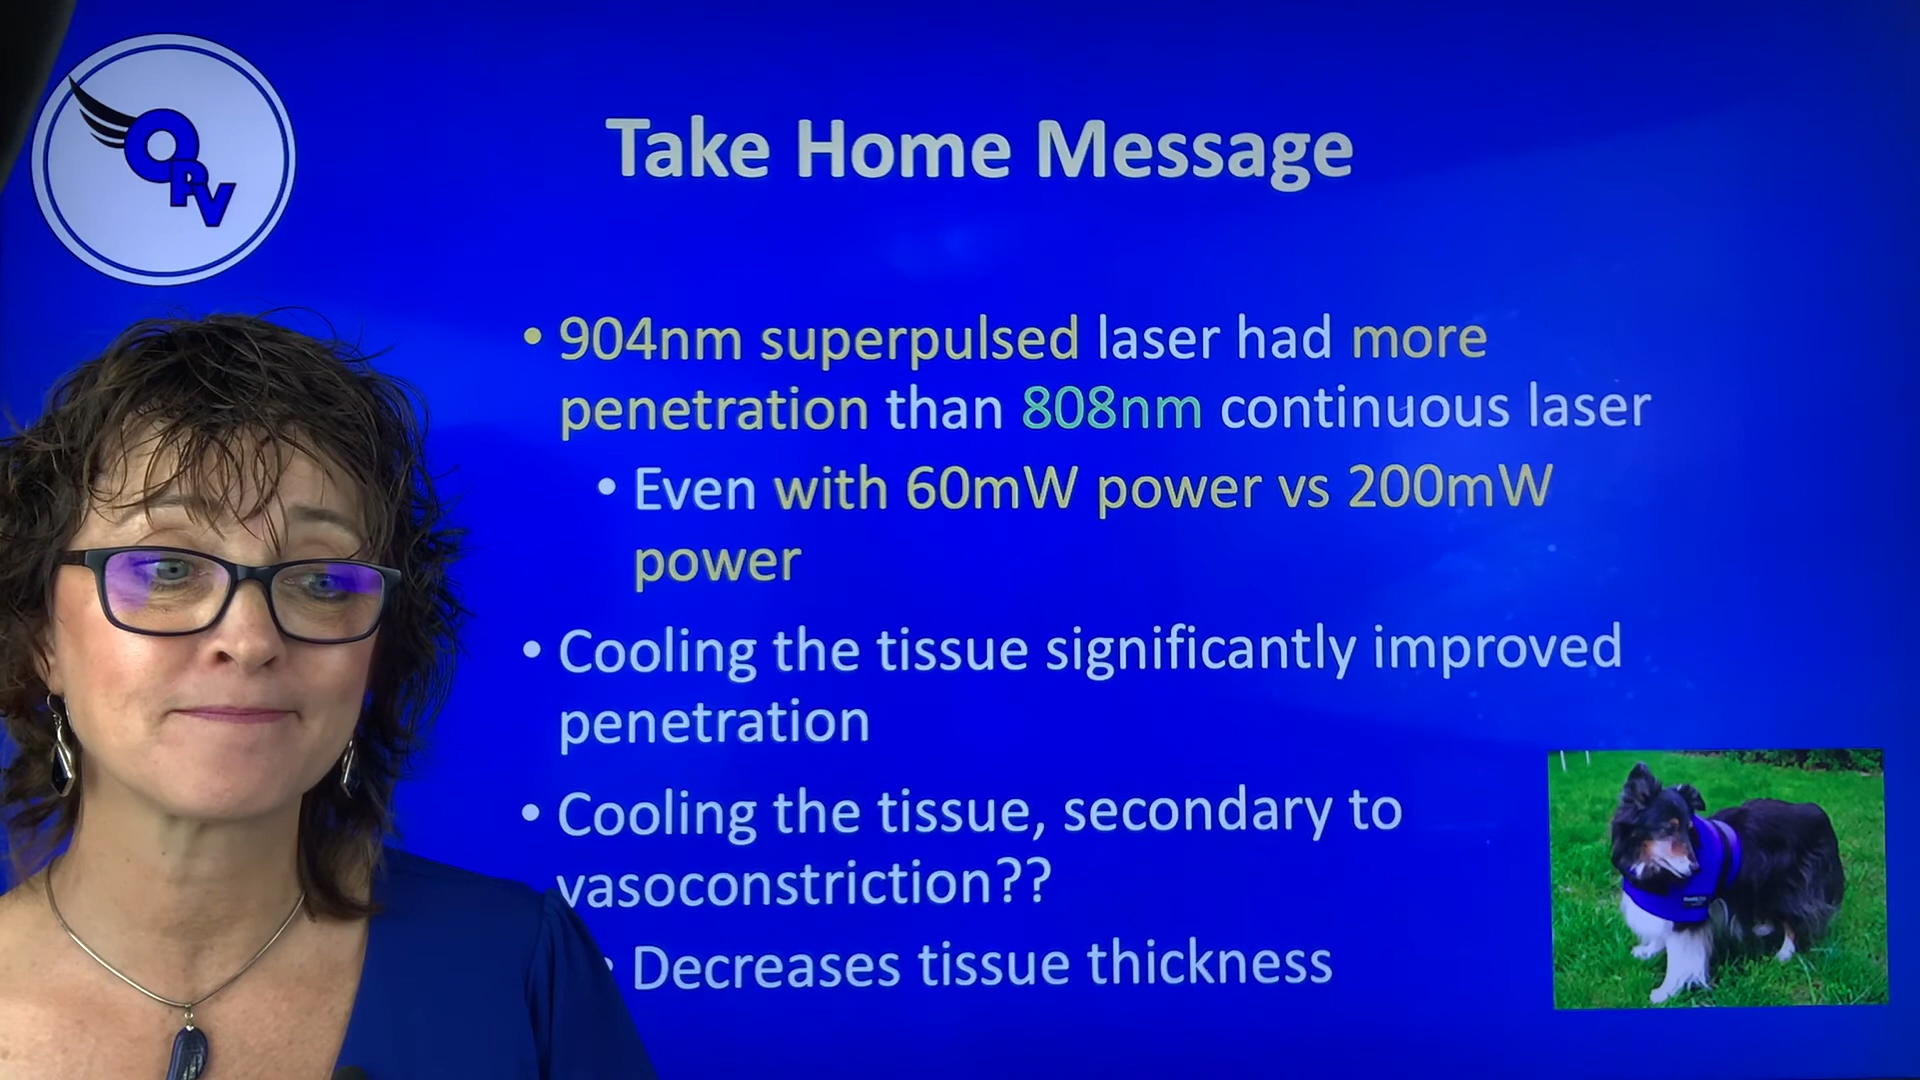 OPV
Take Home Message
• 904nm superpulsed laser had more
penetration than 808nm continuous laser
• Even with 60mW power vs 200mW
power
• Cooling the tissue significantly improved
penetration
• Cooling the tissue, secondary to
vasoconstriction??
• Decreases tissue thickness